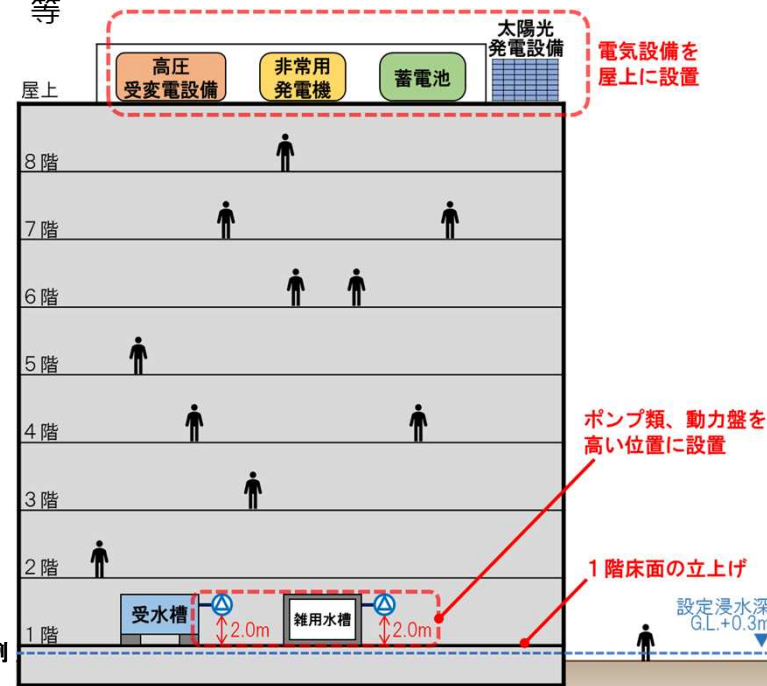 等
太陽光
発電設備
高圧
受変電設備
非常用
発電機
蓄電池
電気設備を
屋上に設置
屋上
8階
7階
6階
5階
4階
ポンプ類、動力盤を
高い位置に設置
3階
2階
1階床面の立上げ
受水槽
2.0m
雑用水槽
2.0m
設定浸水深
G.L.+0.3m
1階
例